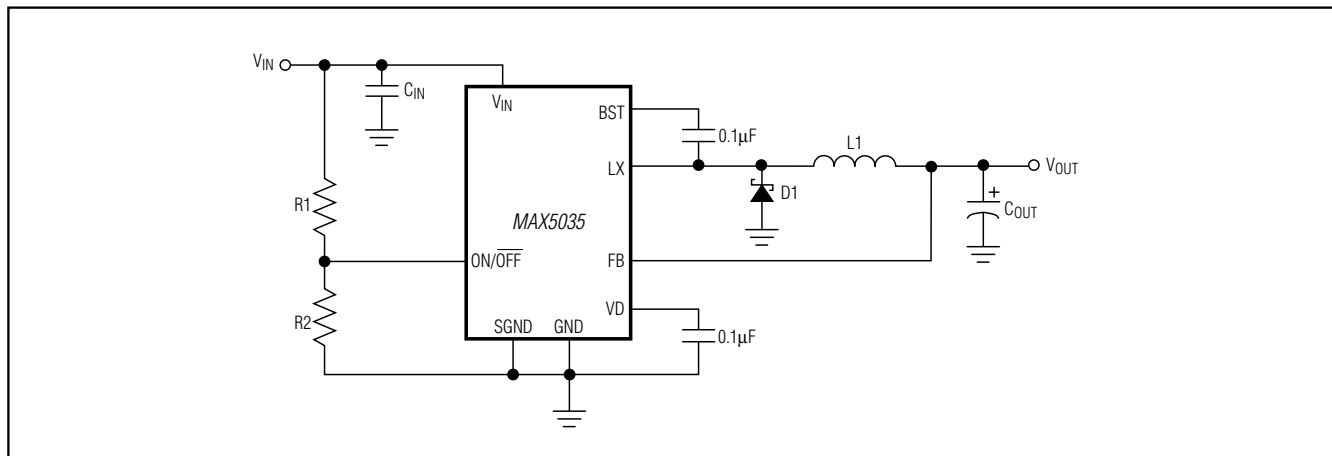 VIN
CIN
VIN
BST
0.1µF
LX
L1
VOUT
D1
COUT
R1
MAX5035
ON/OFF
FB
R2
VD
SGND GND
0.1µF
+